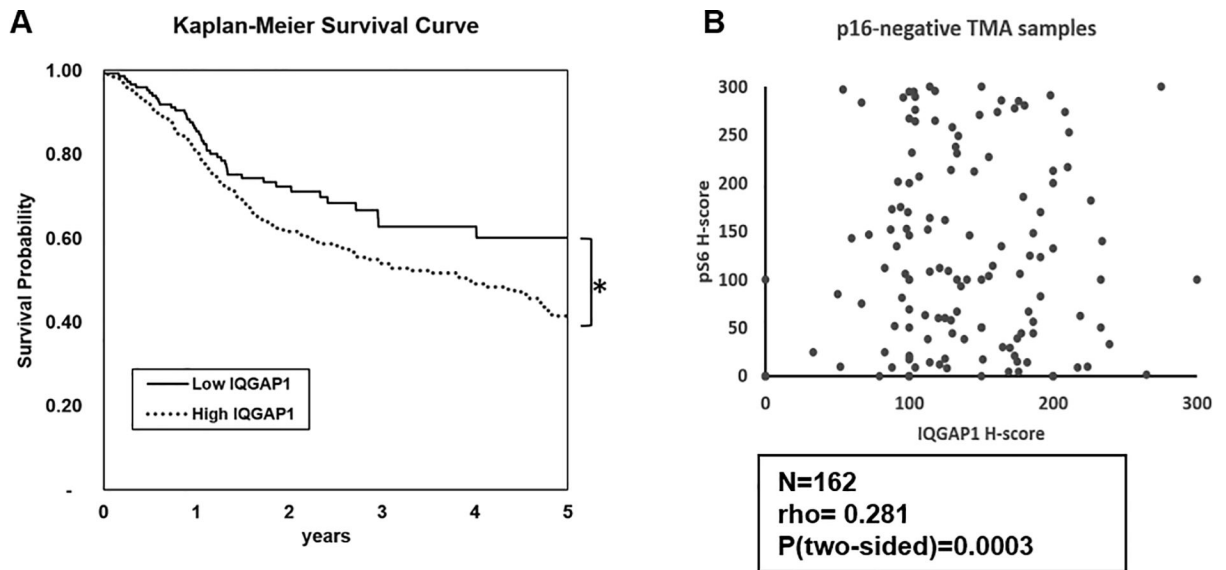 A
Kaplan-Meier Survival Curve
Survival Probability
1.00
0.80
0.60
0.40
0.20
-
*
Low IQGAP1
High IQGAP1
0 1 2 3 4 5
years
B
p16-negative TMA samples
pS6 H-score
300
250
200
150
100
50
0
0 100 200 300
IQGAP1 H-score
N=162
rho= 0.281
P(two-sided)=0.0003